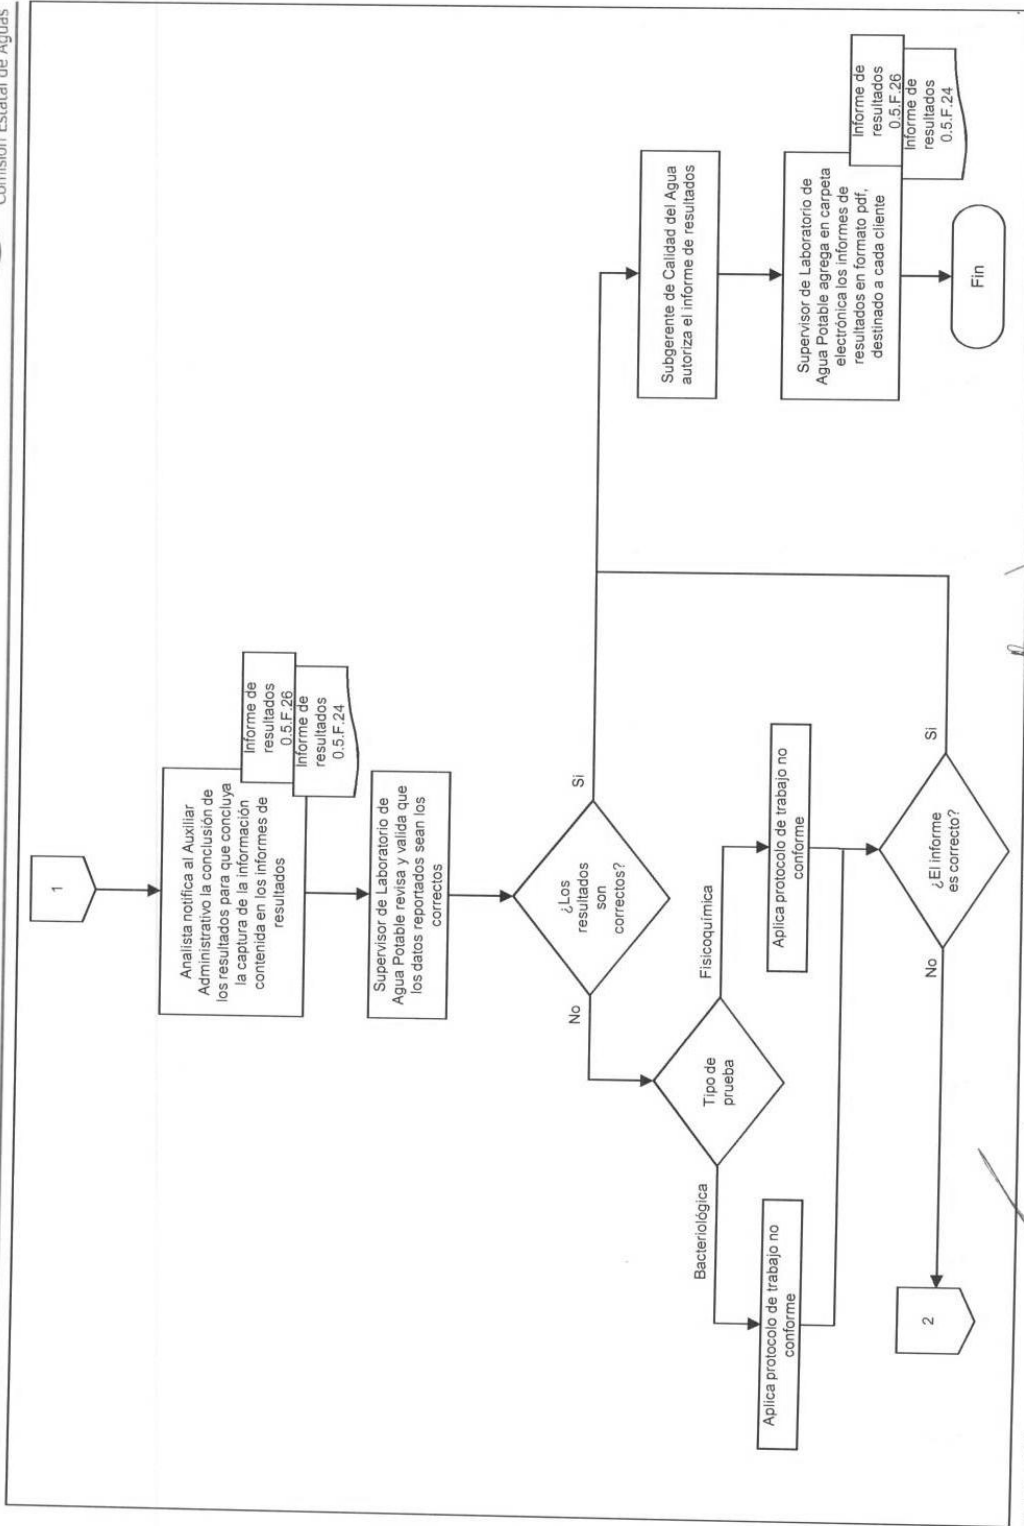 Comisión Estatal de Aguas
1
Analista notifica al Auxiliar
Administrativo la conclusión de
los resultados para que concluya
la captura de la información
contenida en los informes de
resultados
Informe de
resultados
0.5.F.26
Informe de
resultados
0.5.F.24
Supervisor de Laboratorio de
Agua Potable revisa y valida que
los datos reportados sean los
correctos
¿Los
resultados
son
correctos?
No
Si
Tipo de
prueba
Bacteriológica
Fisicoquímica
Aplica protocolo de trabajo no
conforme
Aplica protocolo de trabajo no
conforme
¿El informe
es correcto?
No
Si
2
Subgerente de Calidad del Agua
autoriza el informe de resultados
Supervisor de Laboratorio de
Agua Potable agrega en carpeta
electrónica los informes de
resultados en formato pdf,
destinado a cada cliente
Informe de
resultados
0.5.F.26
Informe de
resultados
0.5.F.24
Fin